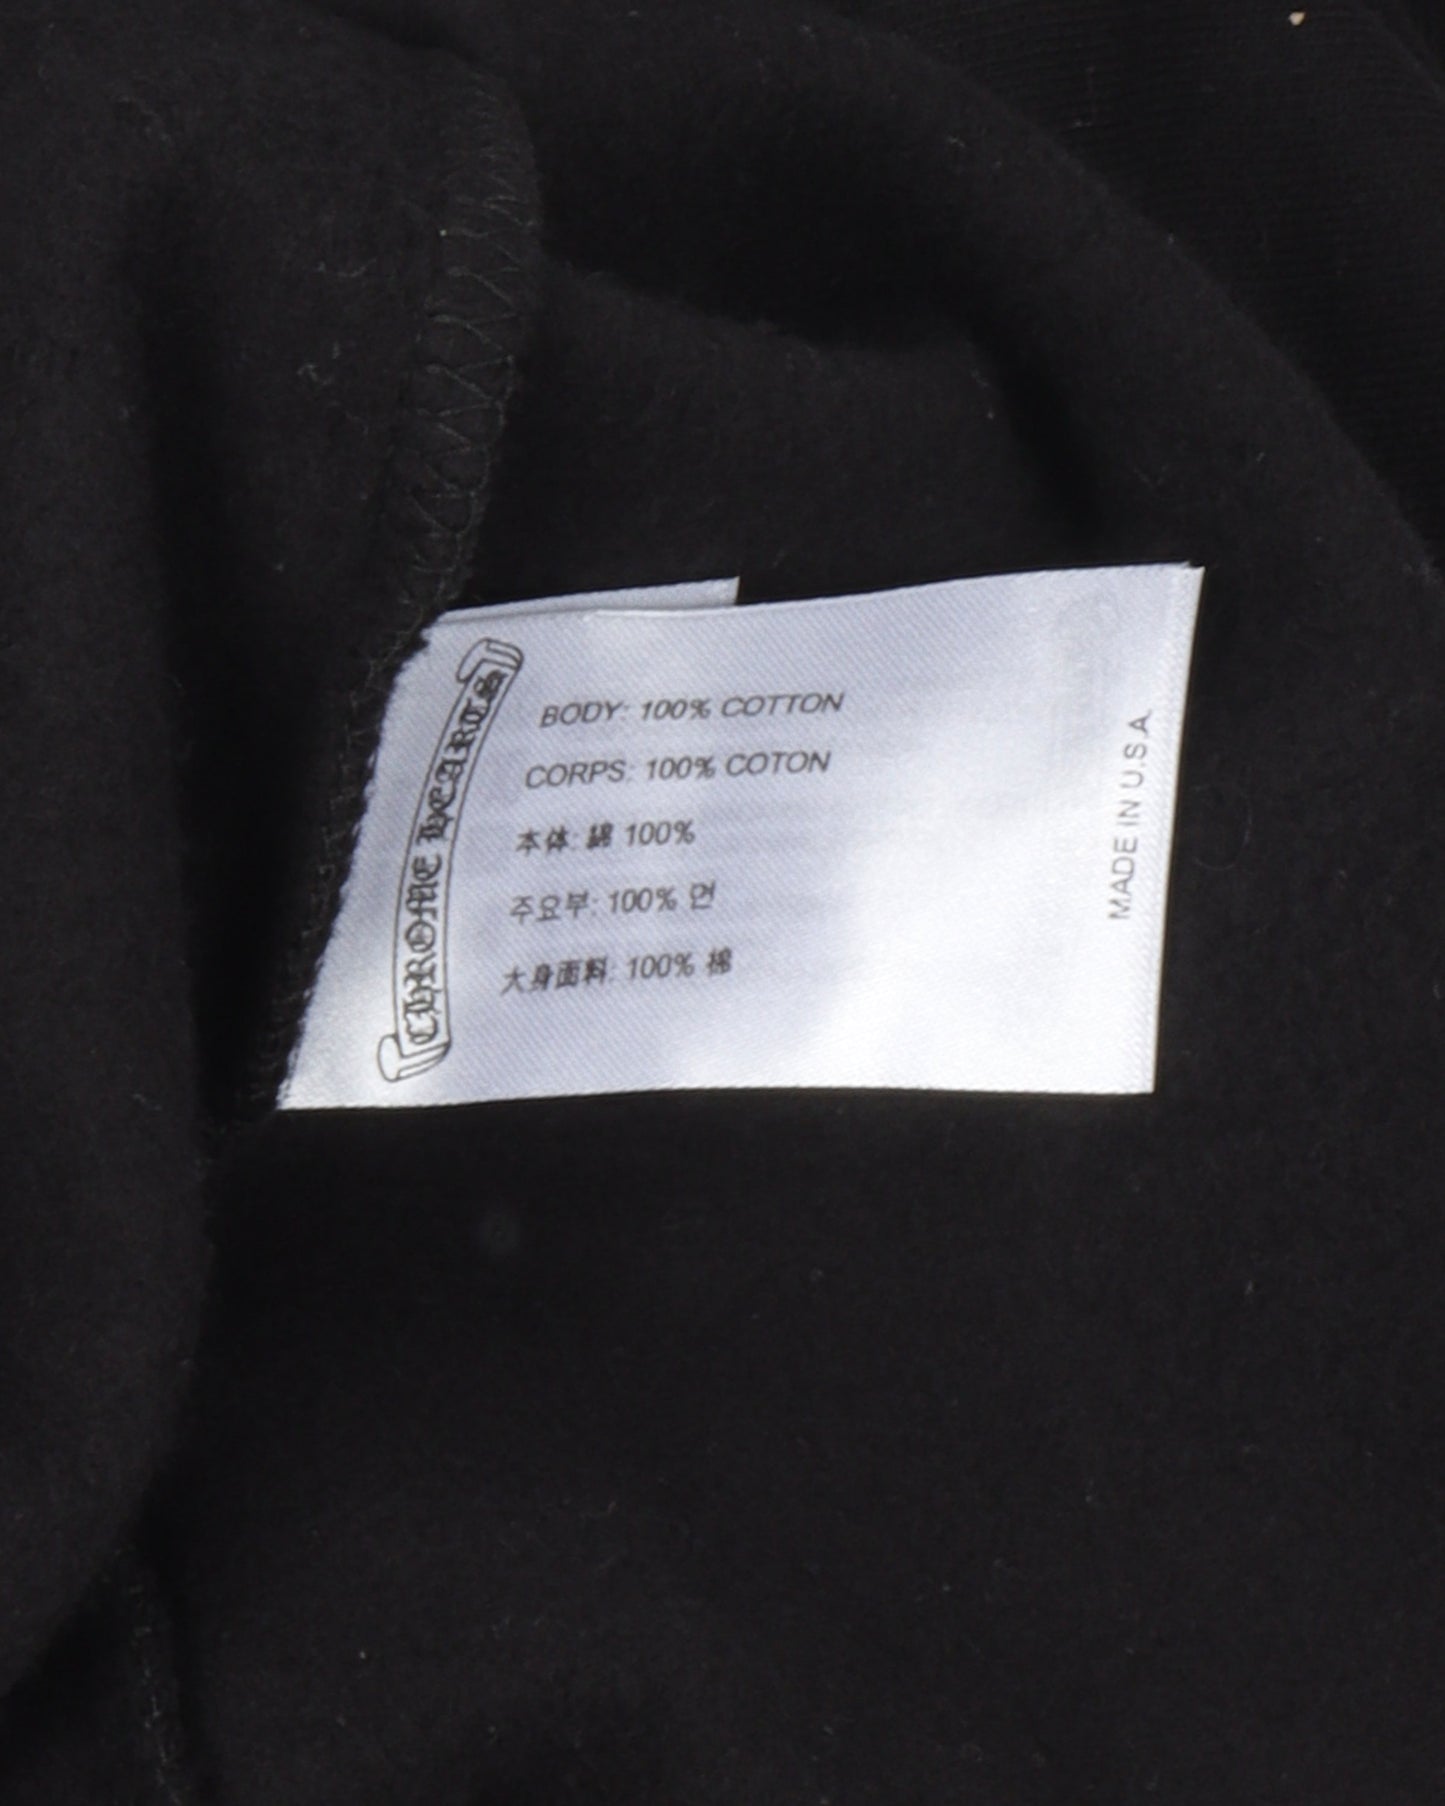 CHROME HEARTS
BODY: 100% COTTON
CORPS: 100% COTON
本体: 綿 100%
주요부: 100% 면
大身面料: 100% 棉
MADE IN U.S.A.